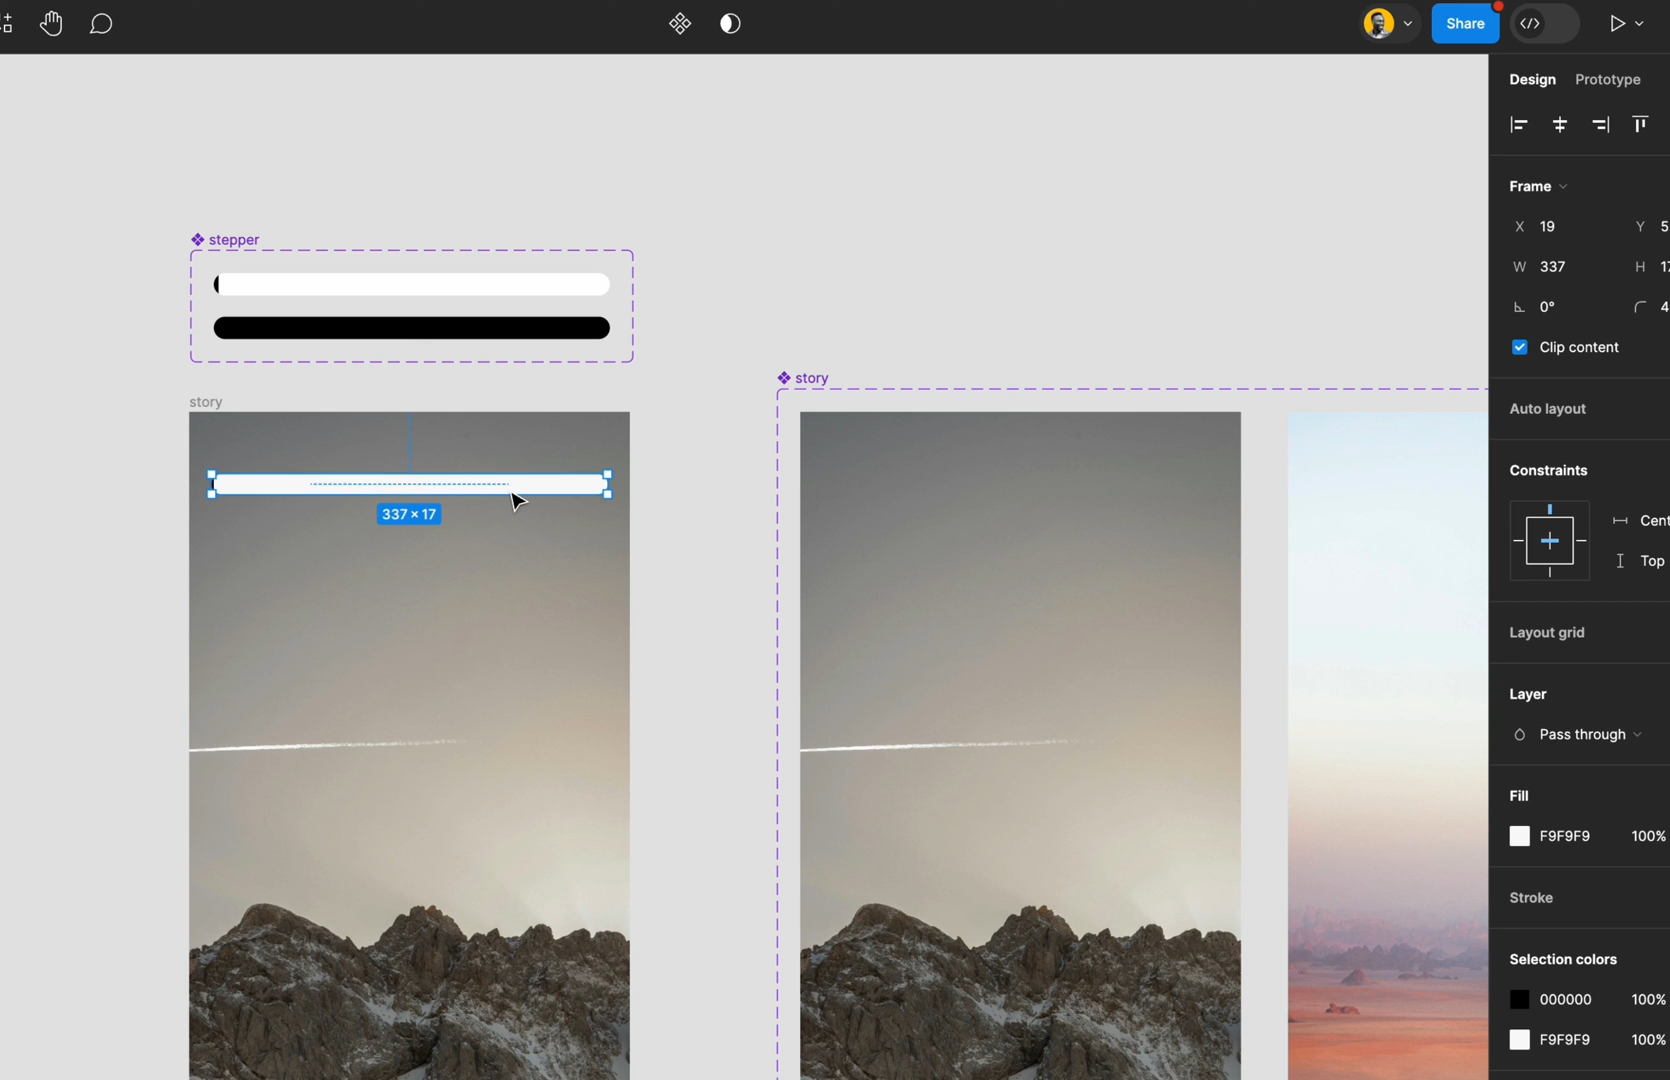 Share
</>
Design Prototype
Frame
X 19 Y 5
W 337 H 17
0° 4
Clip content
Auto layout
Constraints
Cent
Top
Layout grid
Layer
Pass through
Fill
F9F9F9 100%
Stroke
Selection colors
000000 100%
F9F9F9 100%
stepper
story
story
337 × 17